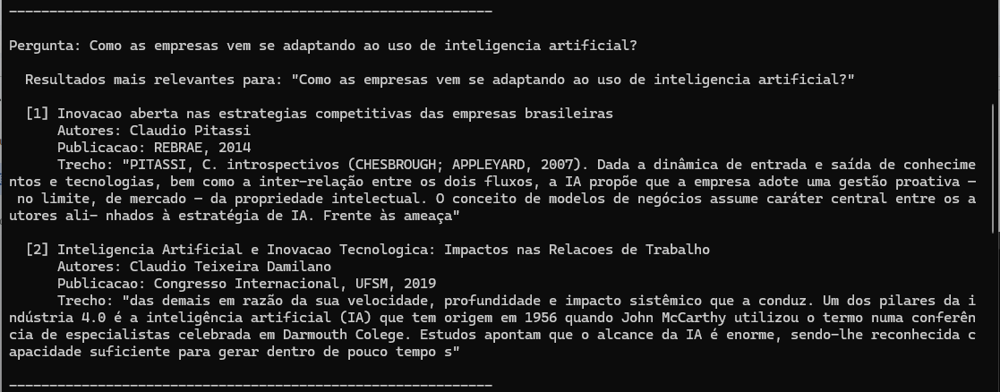 ------------------------------------------------------------
Pergunta: Como as empresas vem se adaptando ao uso de inteligencia artificial?
Resultados mais relevantes para: "Como as empresas vem se adaptando ao uso de inteligencia artificial?"
[1] Inovacao aberta nas estrategias competitivas das empresas brasileiras
Autores: Claudio Pitassi
Publicacao: REBRAE, 2014
Trecho: "PITASSI, C. introspectivos (CHESBROUGH; APPLEYARD, 2007). Dada a dinâmica de entrada e saída de conhecime
ntos e tecnologias, bem como a inter-relação entre os dois fluxos, a IA propõe que a empresa adote uma gestão proativa —
no limite, de mercado — da propriedade intelectual. O conceito de modelos de negócios assume caráter central entre os a
utores ali- nhados à estratégia de IA. Frente às ameaça"
[2] Inteligencia Artificial e Inovacao Tecnologica: Impactos nas Relacoes de Trabalho
Autores: Claudio Teixeira Damilano
Publicacao: Congresso Internacional, UFSM, 2019
Trecho: "das demais em razão da sua velocidade, profundidade e impacto sistêmico que a conduz. Um dos pilares da i
ndústria 4.0 é a inteligência artificial (IA) que tem origem em 1956 quando John McCarthy utilizou o termo numa conferên
cia de especialistas celebrada em Darmouth Colege. Estudos apontam que o alcance da IA é enorme, sendo-lhe reconhecida c
apacidade suficiente para gerar dentro de pouco tempo s"
------------------------------------------------------------